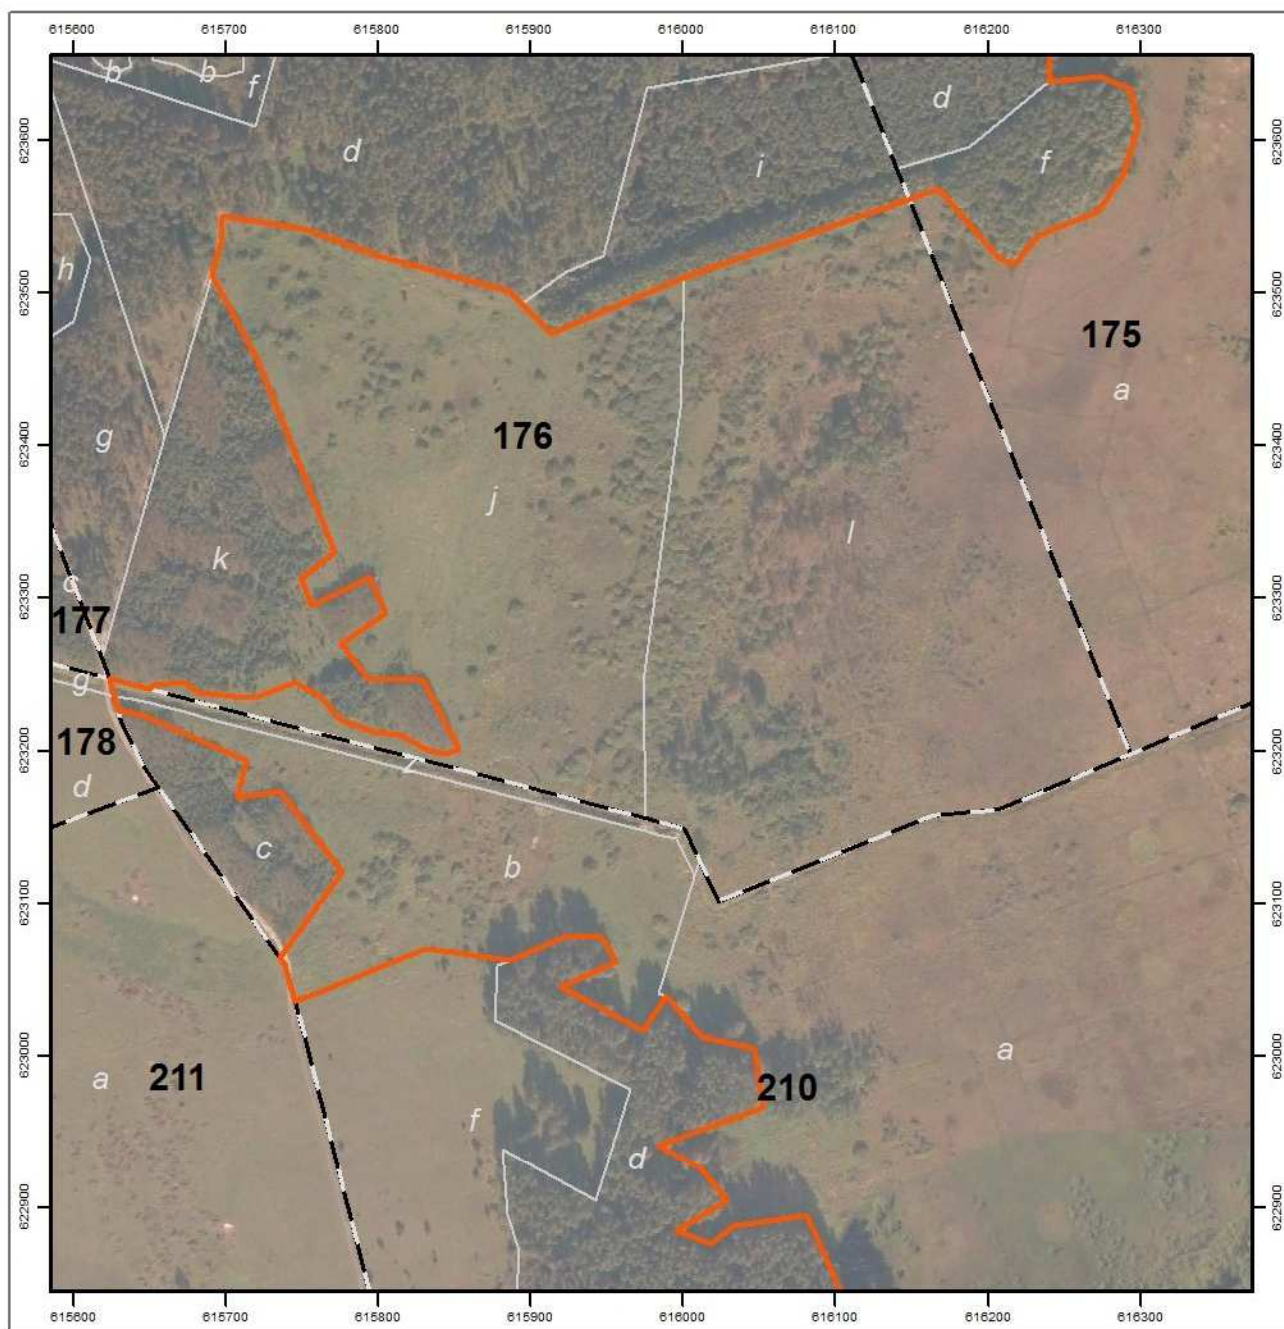 615600 615700 615800 615900 616000 616100 616200 616300
b b f d
623600 d i f 623600
h
623500 623500
175
a
g 176
623400 623400
j
k l
c
623300 623300
177
g
178 z
623200 623200
d
c b
623100 623100
623000 a 623000
a 211 210
f d
622900 622900
615600 615700 615800 615900 616000 616100 616200 616300